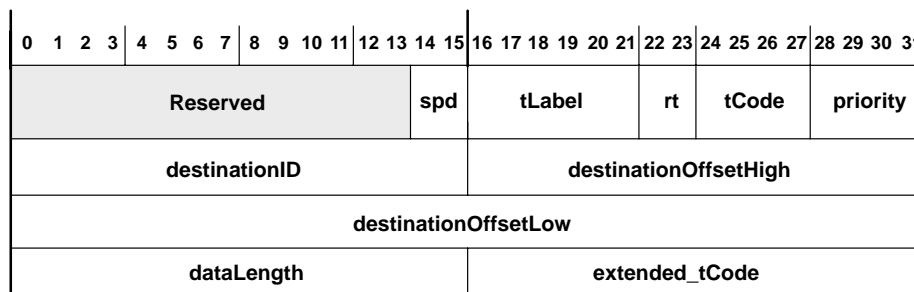 0 1 2 3 4 5 6 7 8 9 10 11 12 13 14 15 16 17 18 19 20 21 22 23 24 25 26 27 28 29 30
Reserved spd tLabel rt tCode priority
destinationID destinationOffsetHigh
destinationOffsetLow
dataLength extended_tCode